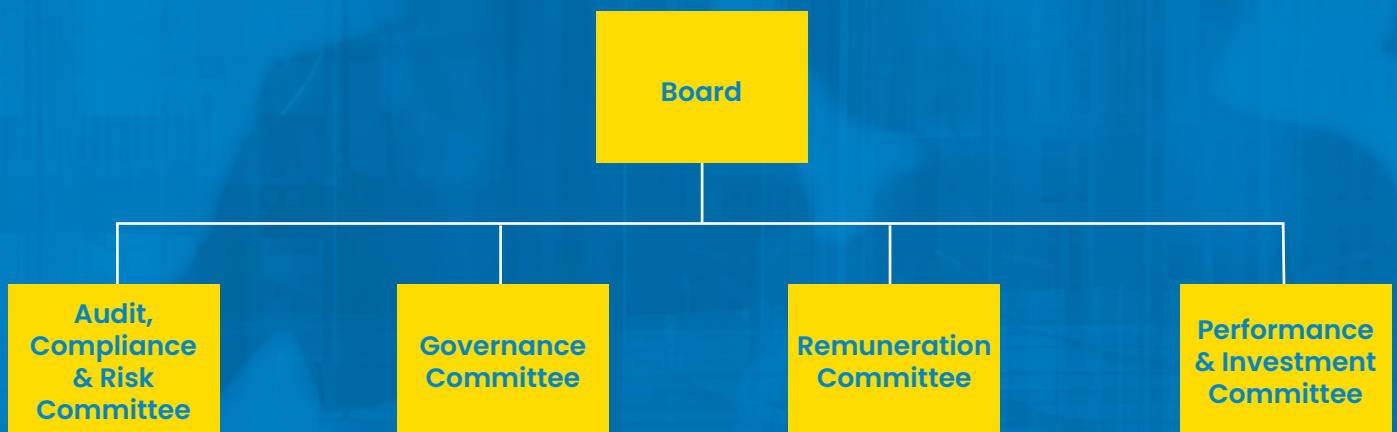 Board
Audit,
Compliance
& Risk
Committee
Governance
Committee
Remuneration
Committee
Performance
& Investment
Committee